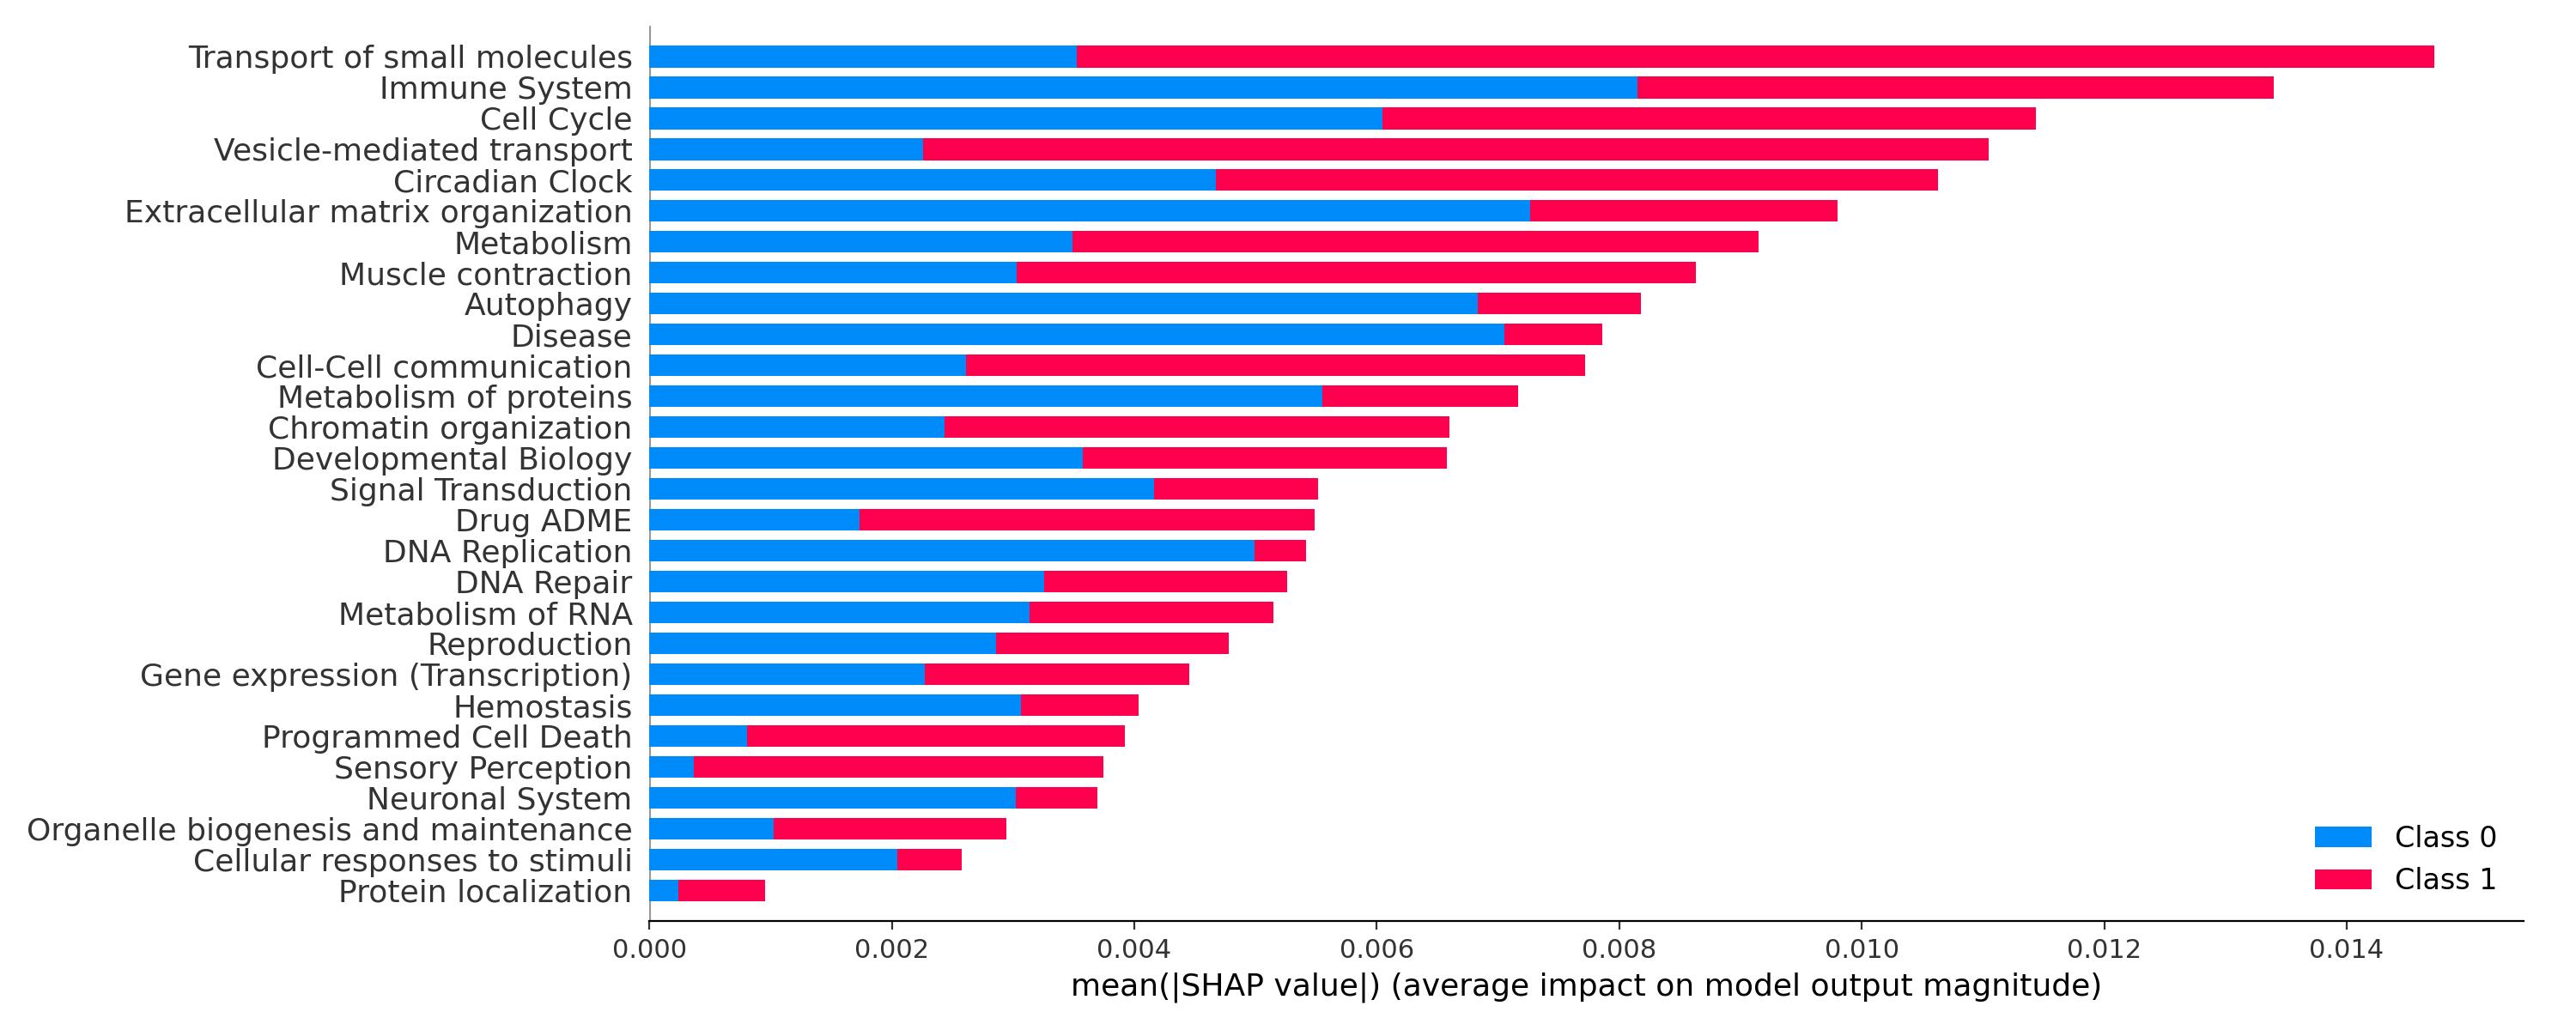 Transport of small molecules
Immune System
Cell Cycle
Vesicle-mediated transport
Circadian Clock
Extracellular matrix organization
Metabolism
Muscle contraction
Autophagy
Disease
Cell-Cell communication
Metabolism of proteins
Chromatin organization
Developmental Biology
Signal Transduction
Drug ADME
DNA Replication
DNA Repair
Metabolism of RNA
Reproduction
Gene expression (Transcription)
Hemostasis
Programmed Cell Death
Sensory Perception
Neuronal System
Organelle biogenesis and maintenance
Cellular responses to stimuli
Protein localization
Class 0
Class 1
0.000 0.002 0.004 0.006 0.008 0.010 0.012 0.014
mean(|SHAP value|) (average impact on model output magnitude)